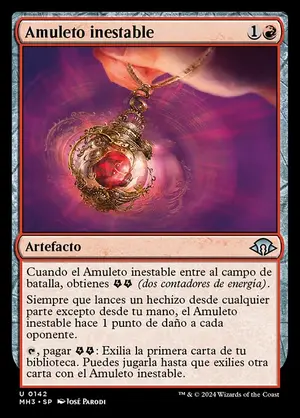 Amuleto inestable 1
Artefacto
Cuando el Amuleto inestable entre al campo de
batalla, obtienes (dos contadores de energía).
Siempre que lances un hechizo desde cualquier
parte excepto desde tu mano, el Amuleto
inestable hace 1 punto de daño a cada
oponente.
, pagar : Exilia la primera carta de tu
biblioteca. Puedes jugarla hasta que exilies otra
carta con el Amuleto inestable.
U 0142
MH3 • SP José Parodi
™ & © 2024 Wizards of the Coast